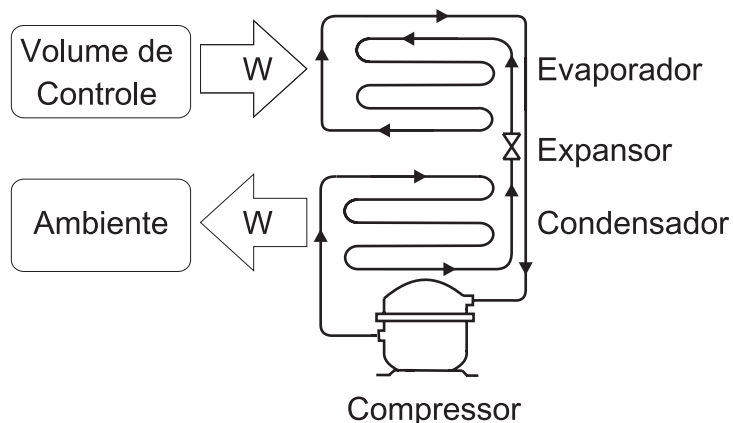 Volume de
Controle
W
Evaporador
Expansor
Ambiente
W
Condensador
Compressor